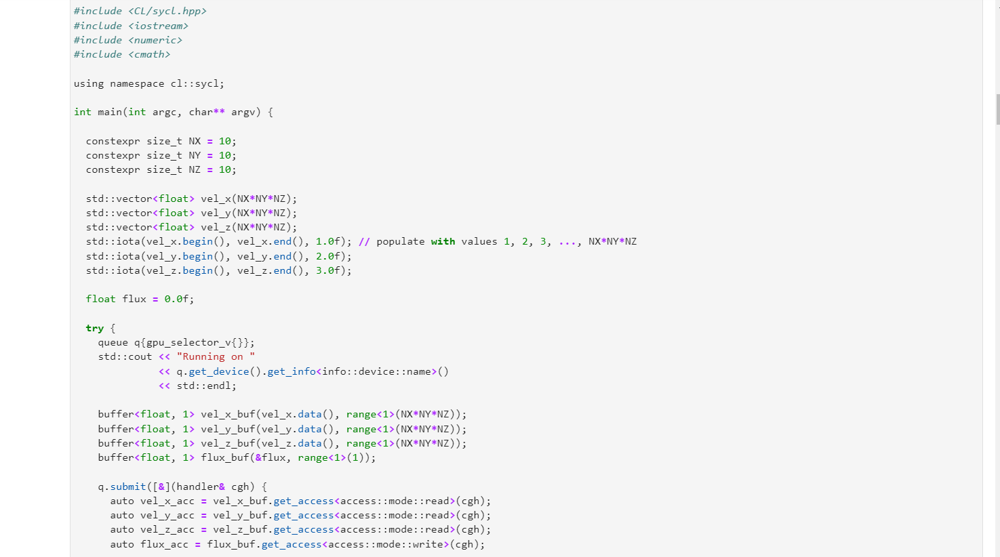 #include <CL/sycl.hpp>
#include <iostream>
#include <numeric>
#include <cmath>
using namespace cl::sycl;
int main(int argc, char** argv) {
constexpr size_t NX = 10;
constexpr size_t NY = 10;
constexpr size_t NZ = 10;
std::vector<float> vel_x(NX*NY*NZ);
std::vector<float> vel_y(NX*NY*NZ);
std::vector<float> vel_z(NX*NY*NZ);
std::iota(vel_x.begin(), vel_x.end(), 1.0f); // populate with values 1, 2, 3, ..., NX*NY*NZ
std::iota(vel_y.begin(), vel_y.end(), 2.0f);
std::iota(vel_z.begin(), vel_z.end(), 3.0f);
float flux = 0.0f;
try {
queue q{gpu_selector_v{}};
std::cout << "Running on "
<< q.get_device().get_info<info::device::name>()
<< std::endl;
buffer<float, 1> vel_x_buf(vel_x.data(), range<1>(NX*NY*NZ));
buffer<float, 1> vel_y_buf(vel_y.data(), range<1>(NX*NY*NZ));
buffer<float, 1> vel_z_buf(vel_z.data(), range<1>(NX*NY*NZ));
buffer<float, 1> flux_buf(&flux, range<1>(1));
q.submit([&](handler& cgh) {
auto vel_x_acc = vel_x_buf.get_access<access::mode::read>(cgh);
auto vel_y_acc = vel_y_buf.get_access<access::mode::read>(cgh);
auto vel_z_acc = vel_z_buf.get_access<access::mode::read>(cgh);
auto flux_acc = flux_buf.get_access<access::mode::write>(cgh);